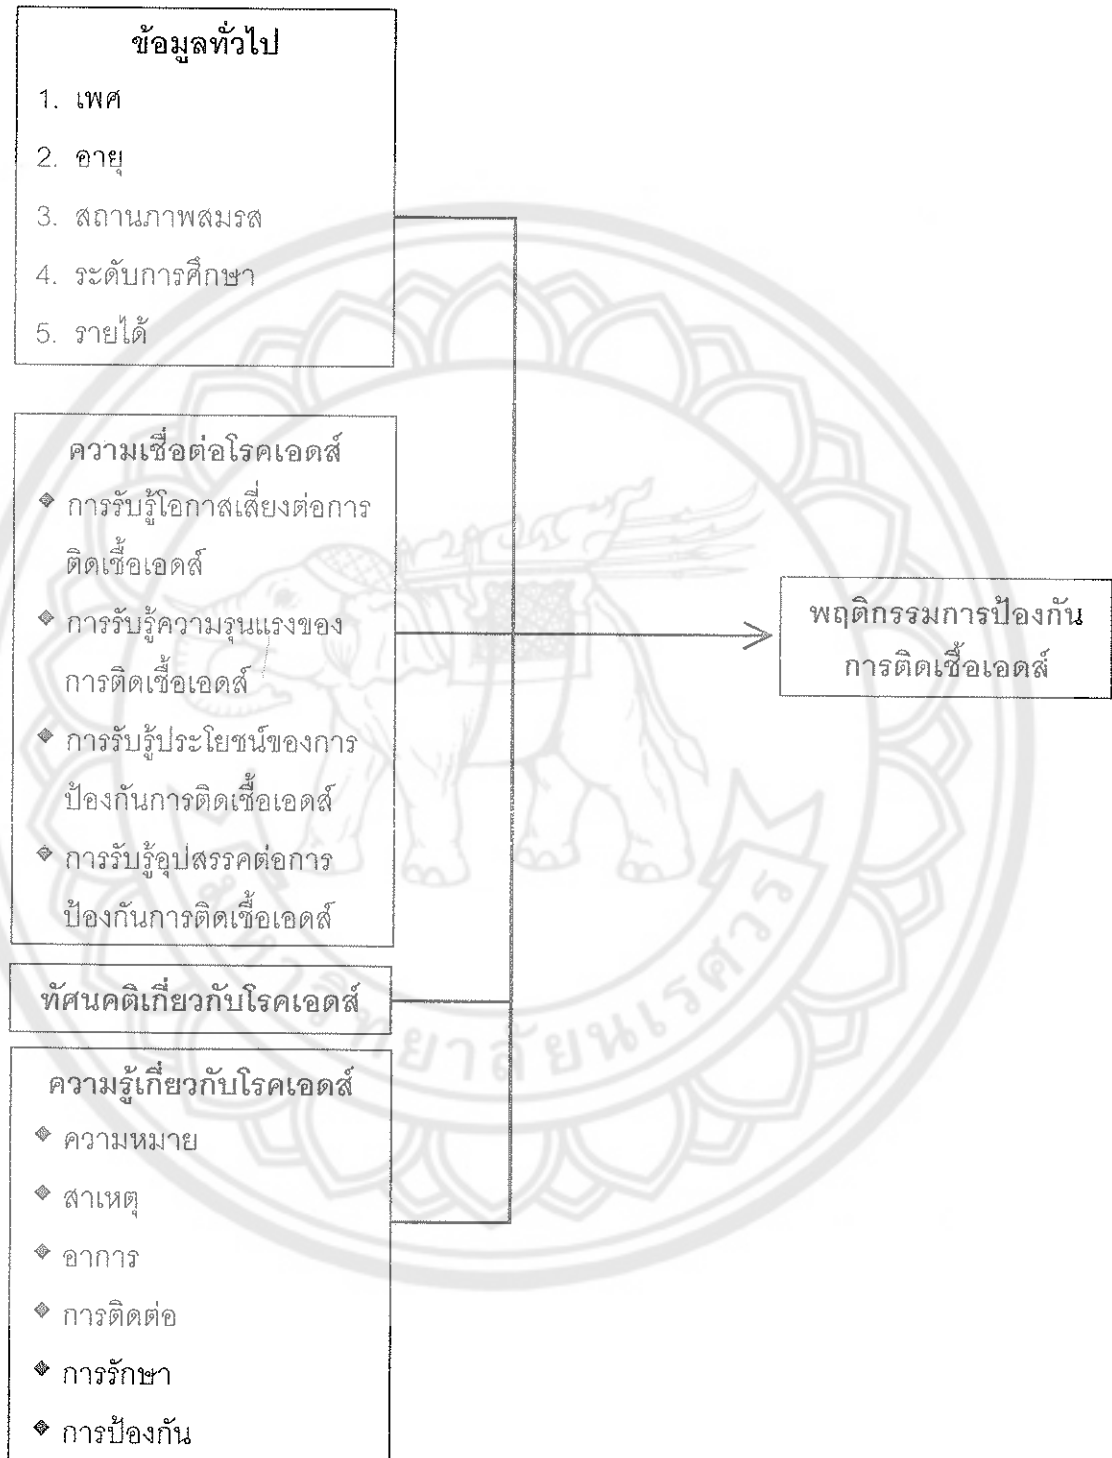 ข้อมูลทั่วไป
1. เพศ
2. อายุ
3. สถานภาพสมรส
4. ระดับการศึกษา
5. รายได้
ความเชื่อต่อโรคเอดส์
❖ การรับรู้โอกาสเสี่ยงต่อการ
ติดเชื้อเอดส์
❖ การรับรู้ความรุนแรงของ
การติดเชื้อเอดส์
❖ การรับรู้ประโยชน์ของการ
ป้องกันการติดเชื้อเอดส์
❖ การรับรู้อุปสรรคต่อการ
ป้องกันการติดเชื้อเอดส์
ทัศนคติเกี่ยวกับโรคเอดส์
ความรู้เกี่ยวกับโรคเอดส์
❖ ความหมาย
❖ สาเหตุ
❖ อาการ
❖ การติดต่อ
❖ การรักษา
❖ การป้องกัน
พฤติกรรมการป้องกัน
การติดเชื้อเอดส์
มหาวิทยาลัยนเรศวร